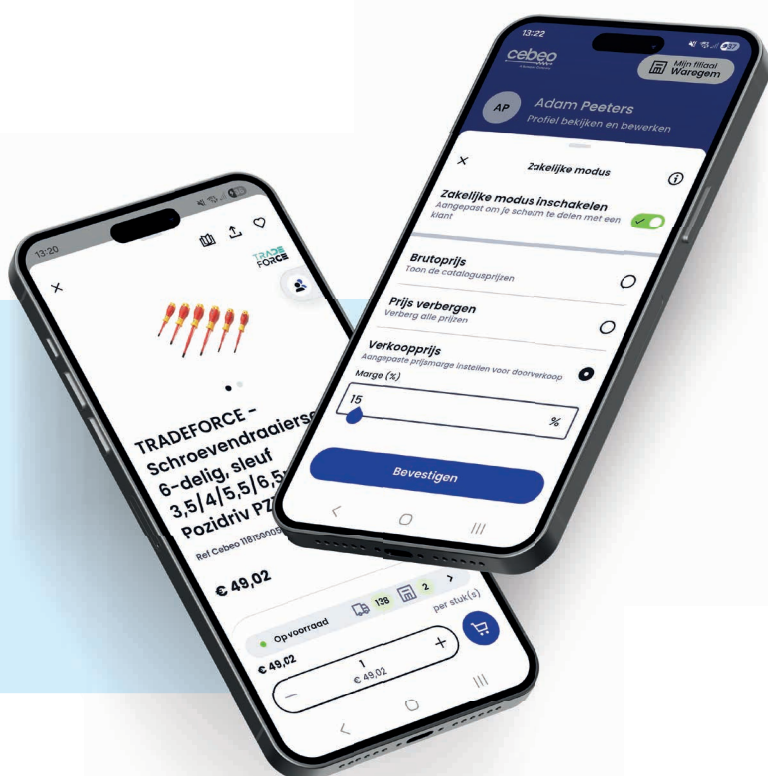 13:22
37
cebeo
Mijn filiaal
Waregem
AP
Adam Peeters
Profiel bekijken en bewerken
Zakelijke modus
Zakelijke modus inschakelen
Aangepast om je scherm te delen met een
klant
Brutoprijs
Toon de catalogusprijzen
Prijs verbergen
Verberg alle prijzen
Verkoopprijs
Aangepaste prijsmarge instellen voor doorverkoop
Marge (%)
15
%
Bevestigen
13:20
TRADE
FORCE
TRADEFORCE -
Schroevendraaierse
6-delig, sleuf
3,5/4/5,5/6,5
Pozidriv PZ
Ref Cebeo
€ 49,02
Op voorraad
138
2
€ 49,02
per stuk(s)
1
€ 49,02